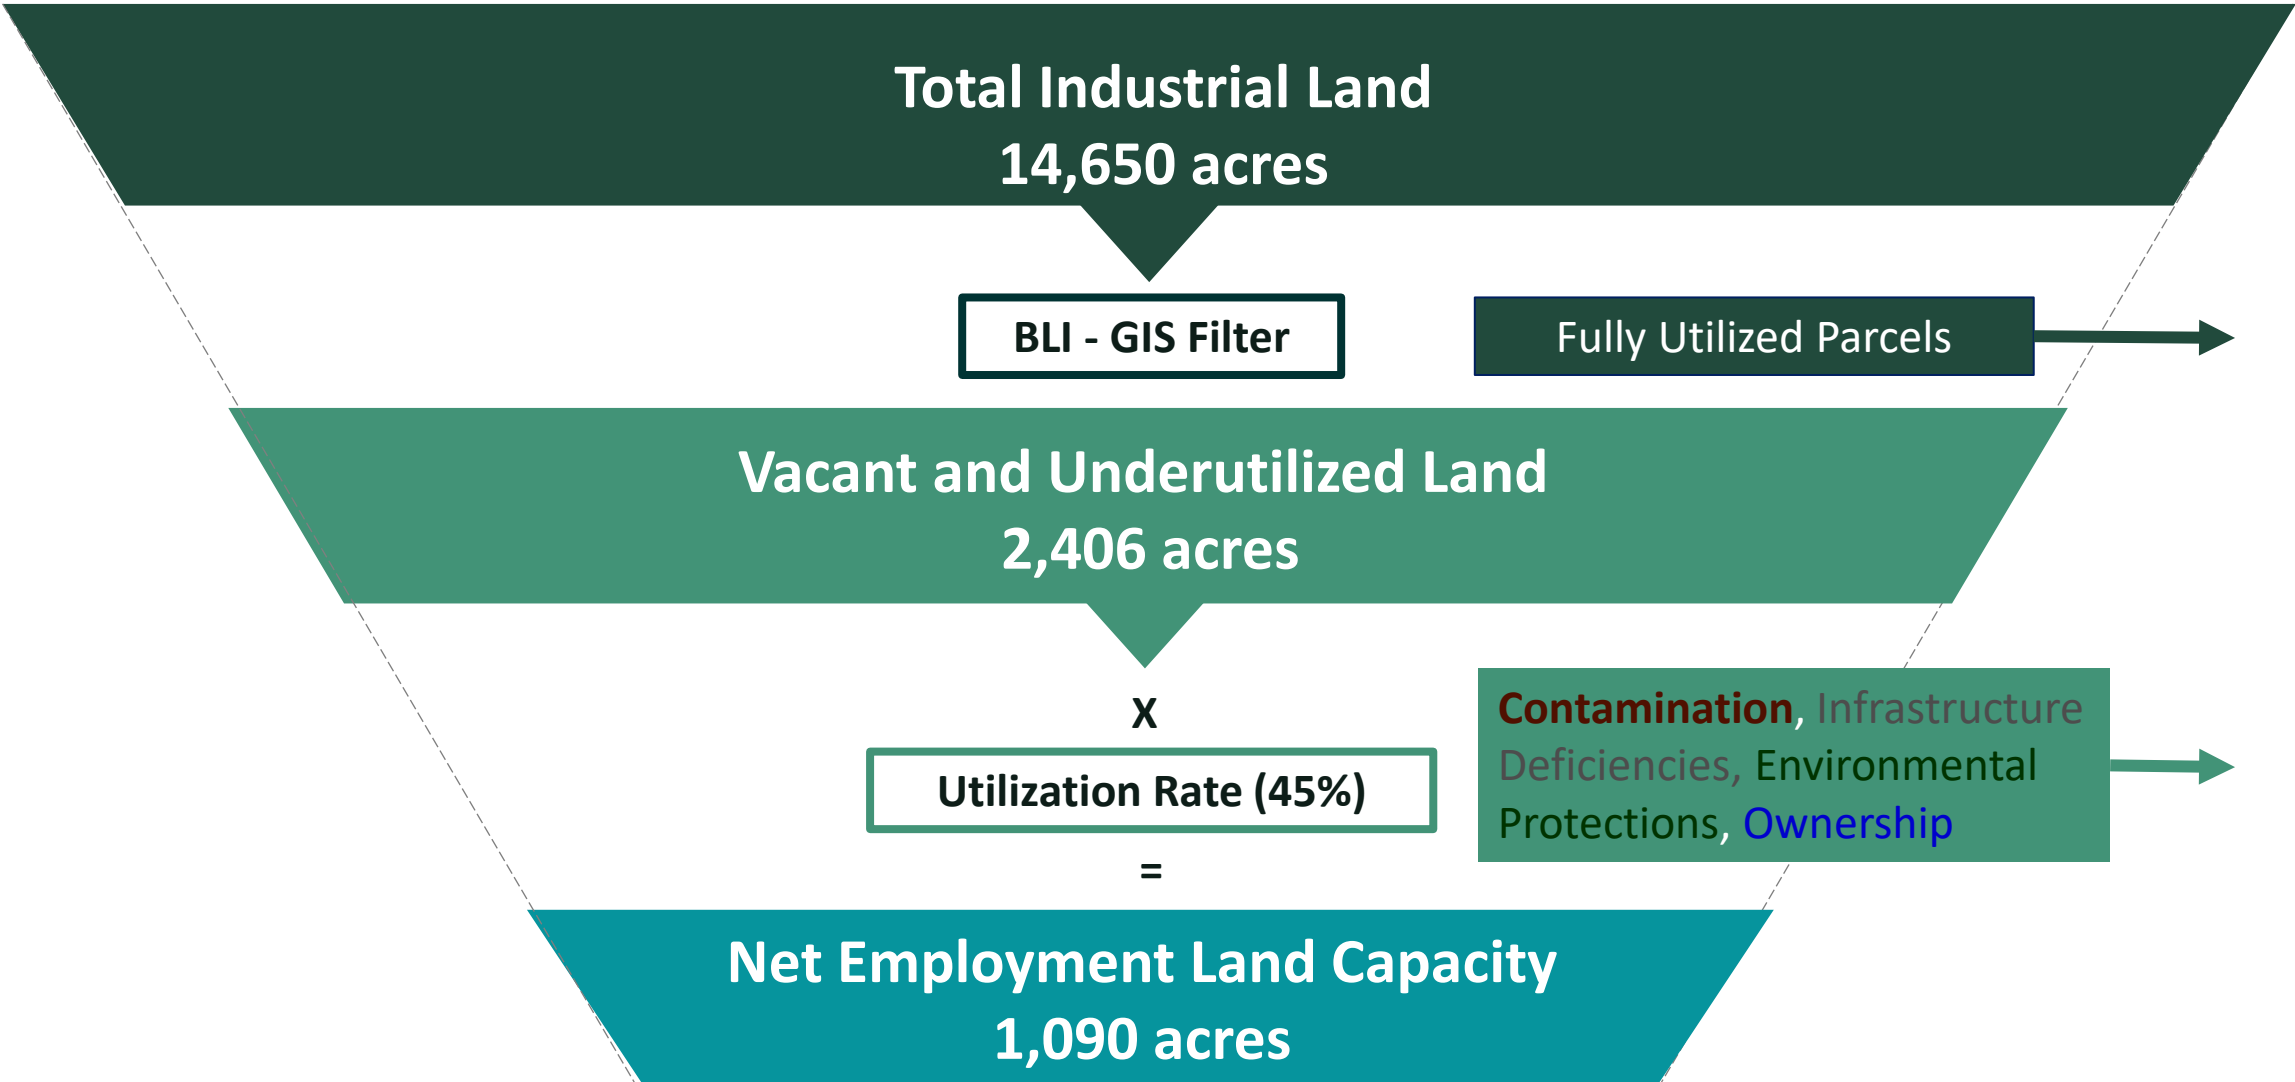 Total Industrial Land
14,650 acres
BLI - GIS Filter
Fully Utilized Parcels
Vacant and Underutilized Land
2,406 acres
X
Utilization Rate (45%)
=
Contamination, Infrastructure
Deficiencies, Environmental
Protections, Ownership
Net Employment Land Capacity
1,090 acres